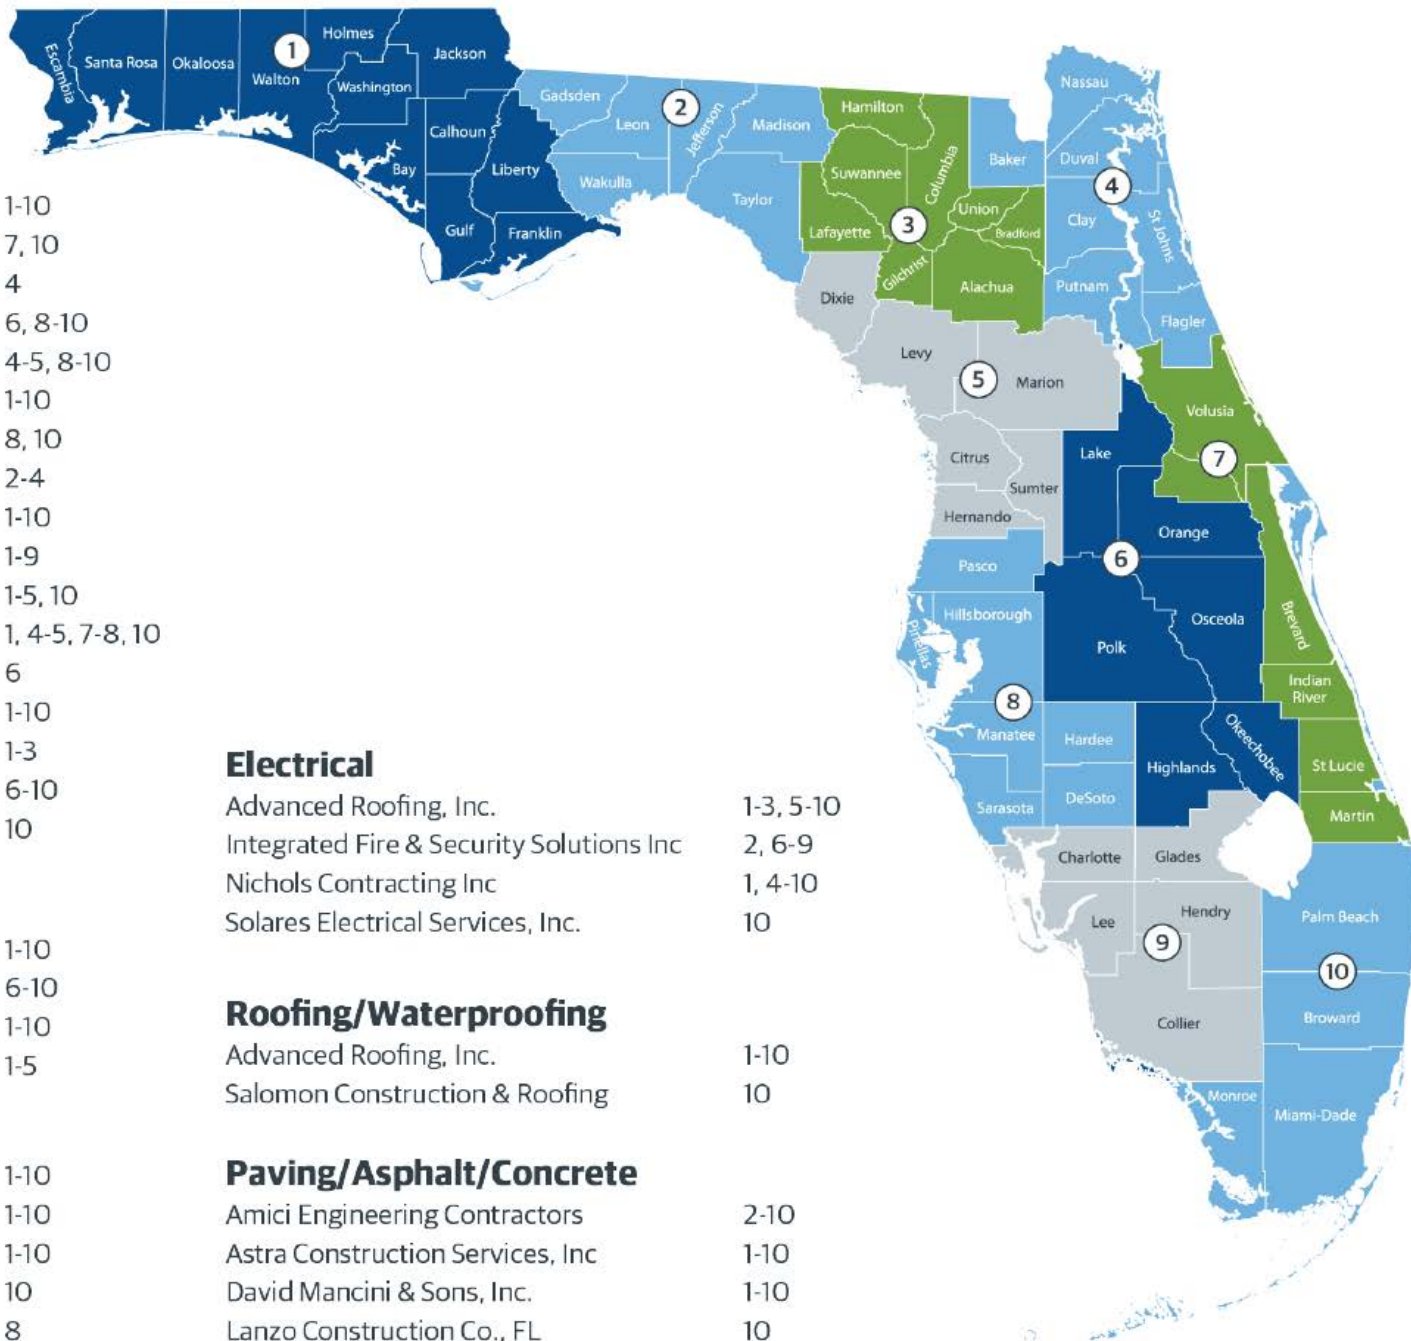 Escambia
Santa Rosa
Okaloosa
Walton
1
Holmes
Washington
Jackson
Bay
Calhoun
Gulf
Liberty
Franklin
Gadsden
Leon
2
Jefferson
Madison
Wakulla
Taylor
Hamilton
Suwannee
Columbia
Lafayette
3
Union
Bradford
Gilchrist
Alachua
Baker
Nassau
Duval
4
Clay
St Johns
Putnam
Flagler
Dixie
Levy
5
Marion
Citrus
Sumter
Hernando
Lake
Orange
6
Osceola
Polk
Highlands
Okeechobee
Volusia
7
Brevard
Indian
River
St Lucie
Martin
Pasco
Hillsborough
Pinellas
8
Manatee
Hardee
Sarasota
DeSoto
Charlotte
Glades
Lee
Hendry
9
Collier
Palm Beach
10
Broward
Monroe
Miami-Dade
1-10
7, 10
4
6, 8-10
4-5, 8-10
1-10
8, 10
2-4
1-10
1-9
1-5, 10
1, 4-5, 7-8, 10
6
1-10
1-3
6-10
10
1-10
6-10
1-10
1-5
1-10
1-10
1-10
10
8
Electrical
Advanced Roofing, Inc. 1-3, 5-10
Integrated Fire & Security Solutions Inc 2, 6-9
Nichols Contracting Inc 1, 4-10
Solares Electrical Services, Inc. 10
Roofing/Waterproofing
Advanced Roofing, Inc. 1-10
Salomon Construction & Roofing 10
Paving/Asphalt/Concrete
Amici Engineering Contractors 2-10
Astra Construction Services, Inc 1-10
David Mancini & Sons, Inc. 1-10
Lanzo Construction Co., FL 10